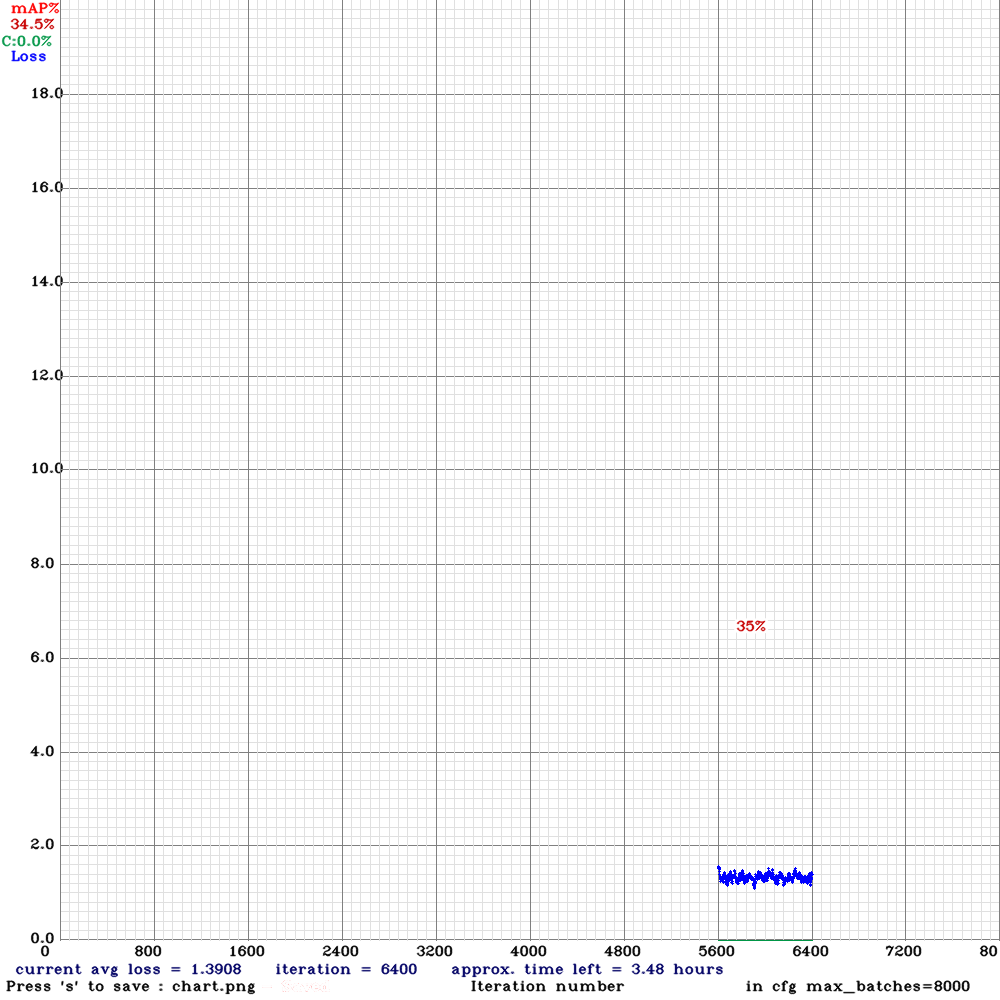 mAP%
34.5%
C:0.0%
Loss
18.0
16.0
14.0
12.0
10.0
8.0
35%
6.0
4.0
2.0
0.0
0 800 1600 2400 3200 4000 4800 5600 6400 7200 80
current avg loss = 1.3908 iteration = 6400 approx. time left = 3.48 hours
Press 's' to save : chart.png Iteration number in cfg max_batches=8000